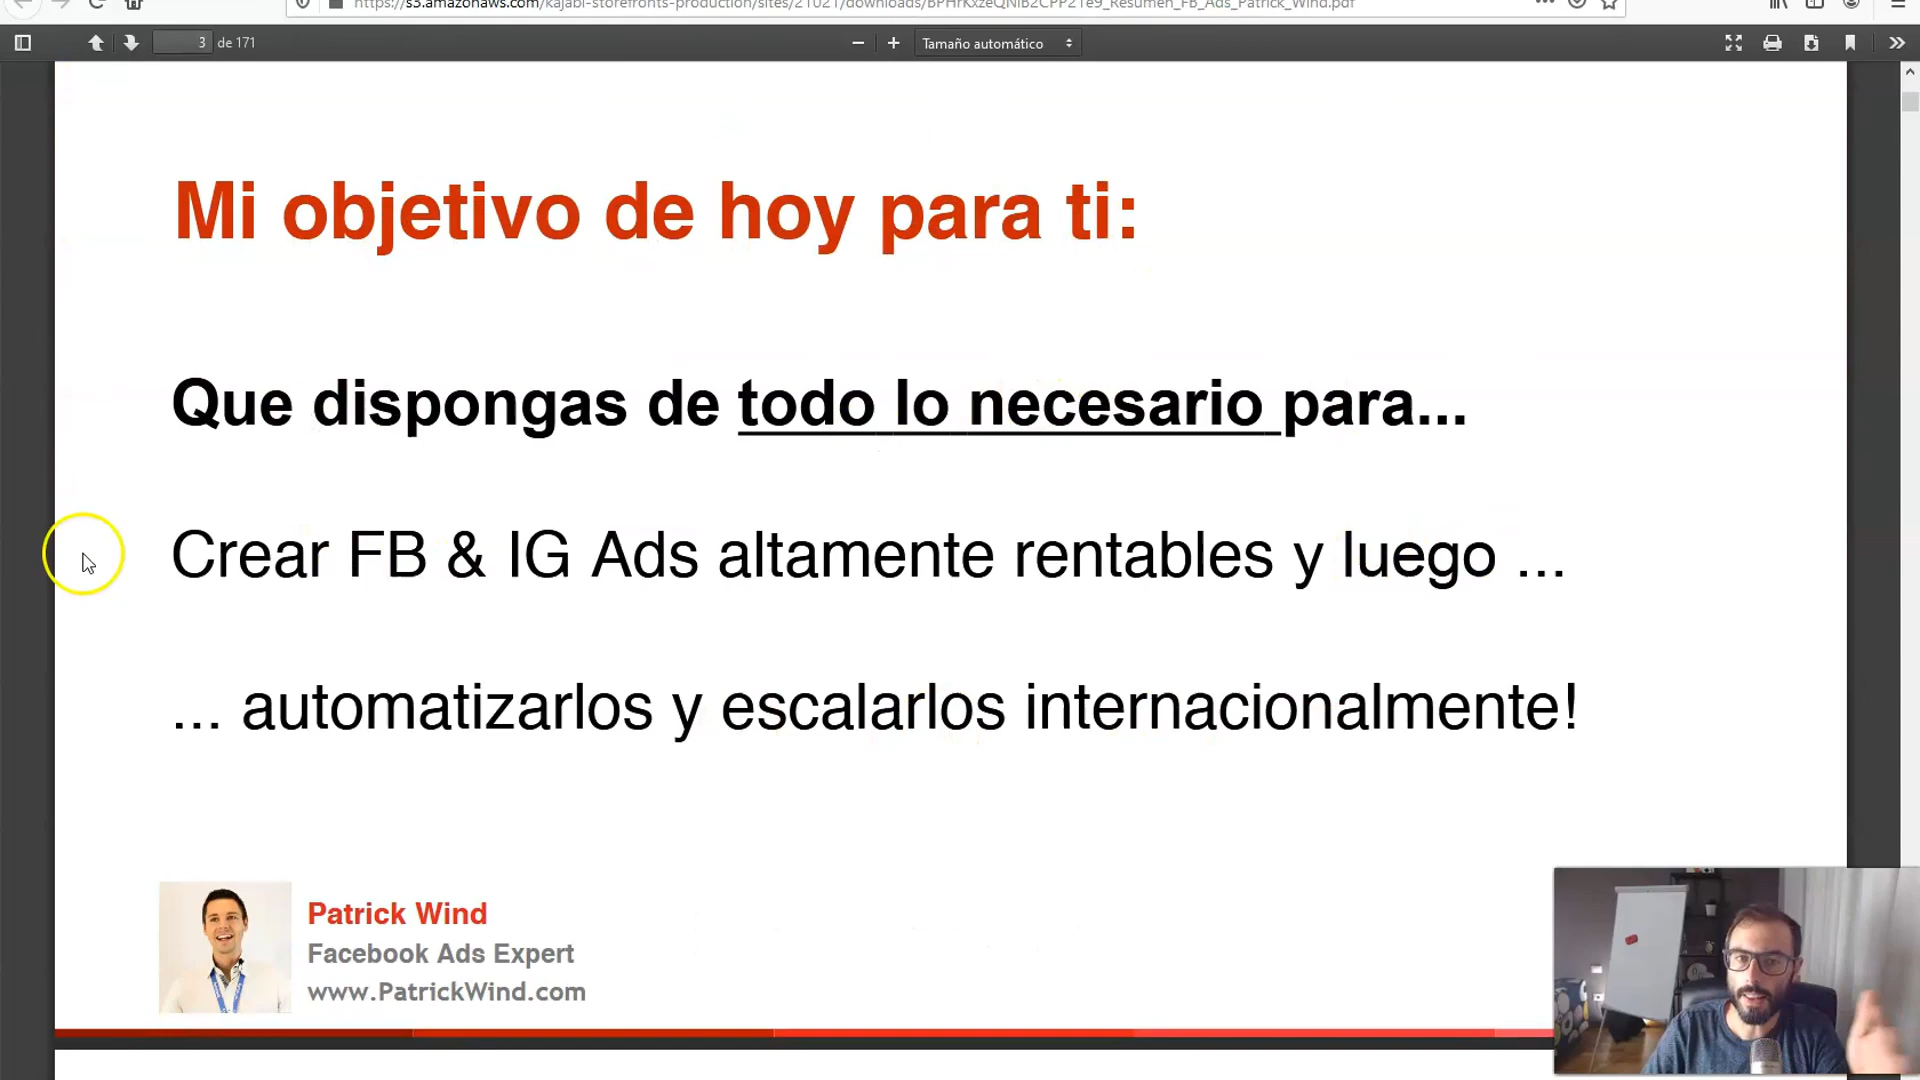 https://s3.amazonaws.com/kajabi-storefronts-production/sites/21021/downloads/BPHrKxzeQNiB2CPP21e9_Resumen_FB_Ads_Patrick_Wind.pdf
3 de 171
Tamaño automático
Mi objetivo de hoy para ti:
Que dispongas de todo lo necesario para...
Crear FB & IG Ads altamente rentables y luego ...
... automatizarlos y escalarlos internacionalmente!
Patrick Wind
Facebook Ads Expert
www.PatrickWind.com